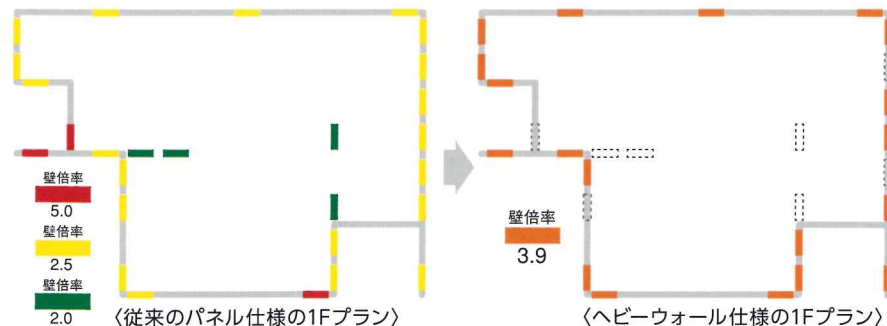 壁倍率
5.0
壁倍率
2.5
壁倍率
2.0
〈従来のパネル仕様の1Fプラン〉
壁倍率
3.9
〈ヘビーウォール仕様の1Fプラン〉